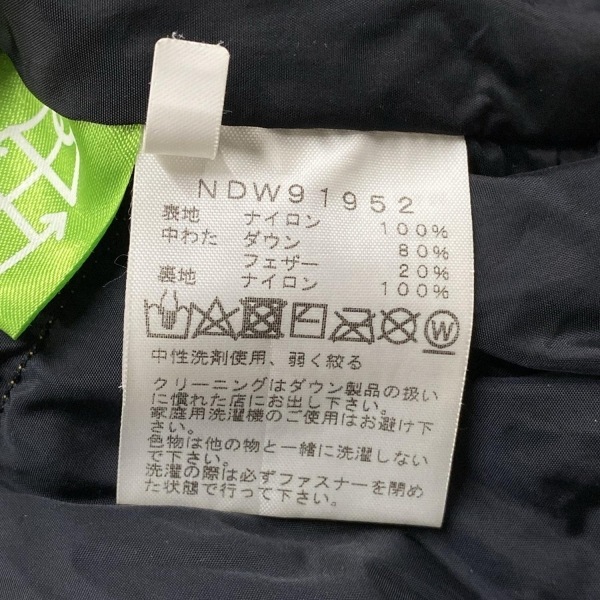 NDW91952
表地 ナイロン 100%
中わた ダウン 80%
フェザー 20%
裏地 ナイロン 100%
W
中性洗剤使用、弱く絞る
クリーニングはダウン製品の扱い
に慣れた店にお出し下さい。
家庭用洗濯機のご使用はお避け下
さい。
色物は他の物と一緒に洗濯しない
で下さい。
洗濯の際は必ずファスナーを閉め
た状態で行って下さい。